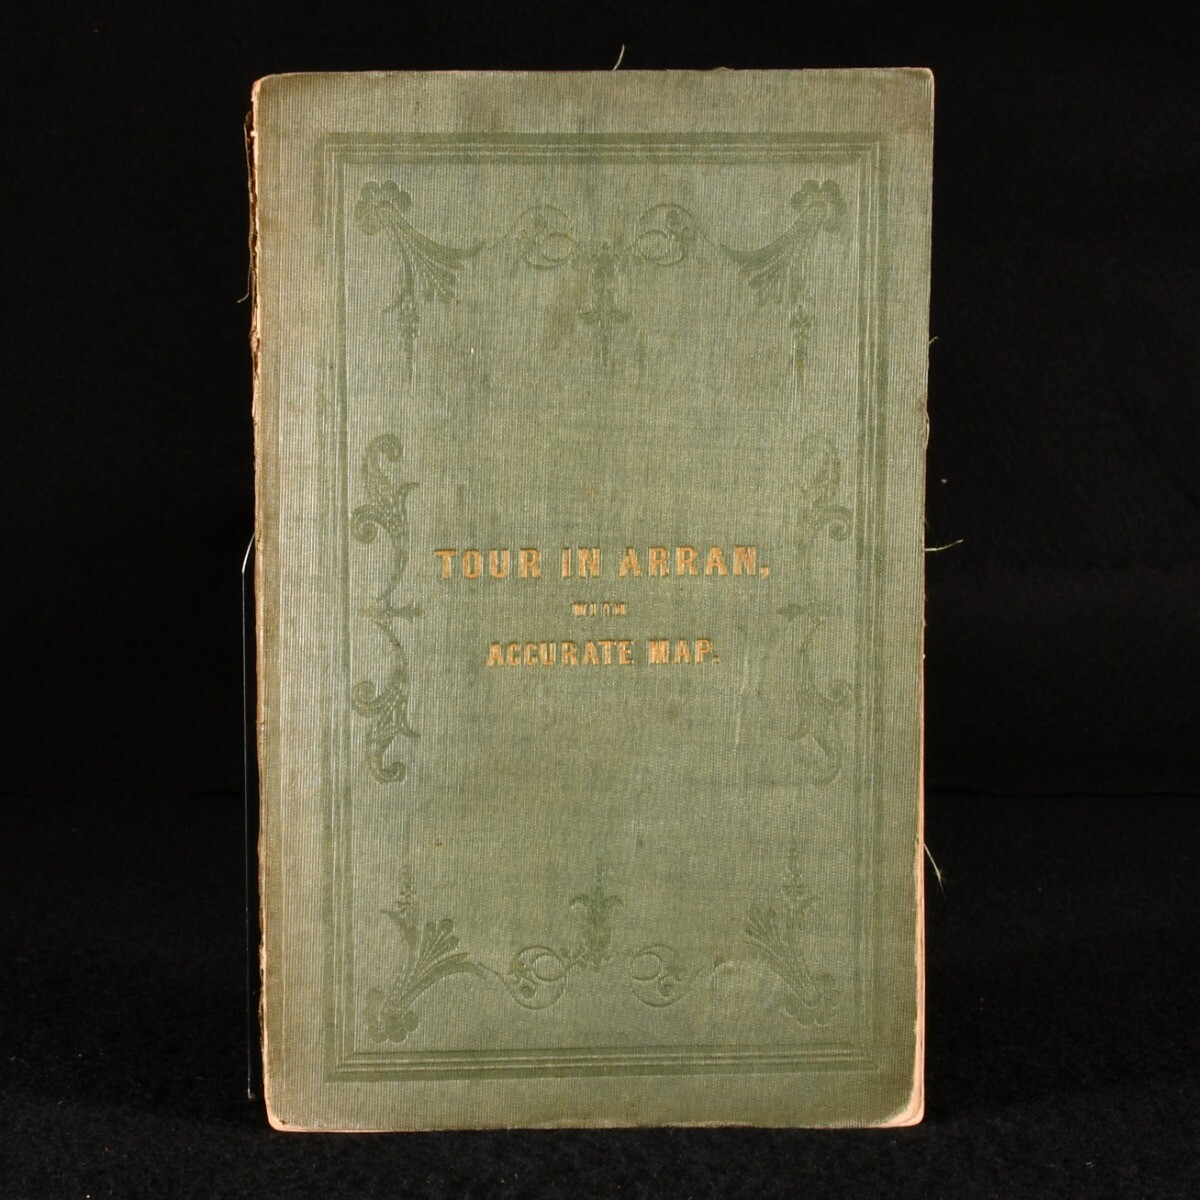 TOUR IN ARRAN,
WITH
ACCURATE MAP.